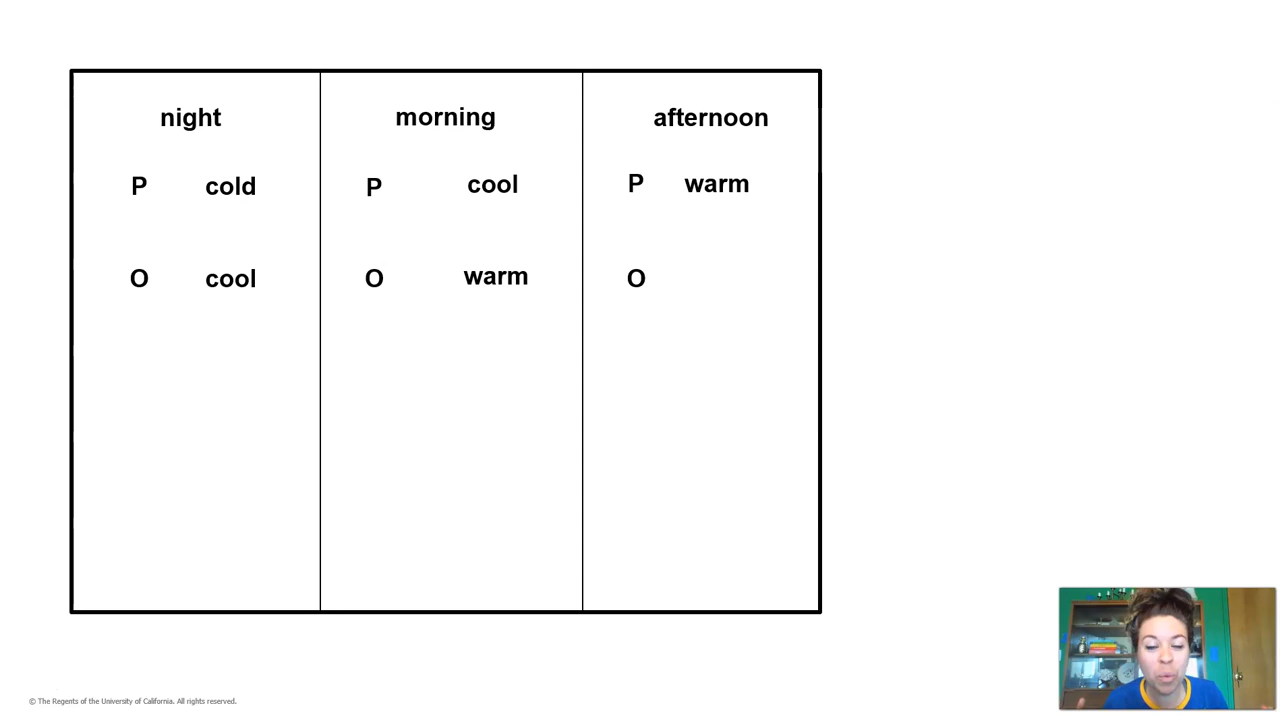 night morning afternoon
P cold P cool P warm
O cool O warm O
© The Regents of the University of California. All rights reserved.